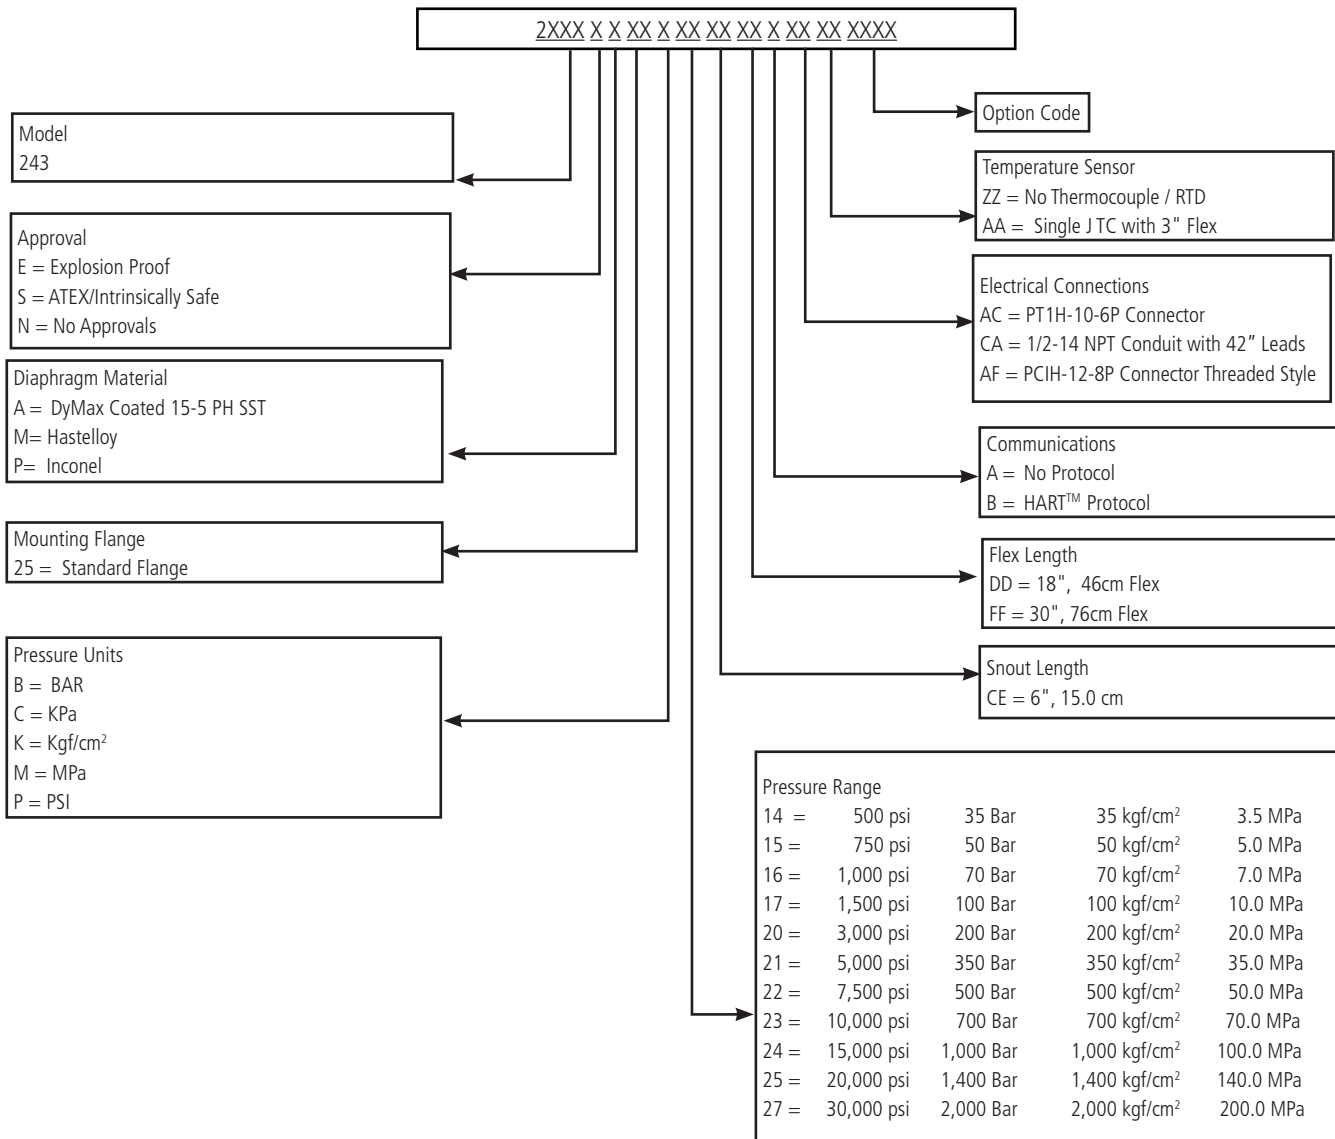 2XXX X X XX X XX XX XX X XX XX XXXX
Model
243
Approval
E = Explosion Proof
S = ATEX/Intrinsically Safe
N = No Approvals
Diaphragm Material
A = DyMax Coated 15-5 PH SST
M= Hastelloy
P= Inconel
Mounting Flange
25 = Standard Flange
Pressure Units
B = BAR
C = KPa
K = Kgf/cm²
M = MPa
P = PSI
Option Code
Temperature Sensor
ZZ = No Thermocouple / RTD
AA = Single J TC with 3" Flex
Electrical Connections
AC = PT1H-10-6P Connector
CA = 1/2-14 NPT Conduit with 42” Leads
AF = PCIH-12-8P Connector Threaded Style
Communications
A = No Protocol
B = HART™ Protocol
Flex Length
DD = 18", 46cm Flex
FF = 30", 76cm Flex
Snout Length
CE = 6", 15.0 cm
Pressure Range
14 = 500 psi 35 Bar 35 kgf/cm² 3.5 MPa
15 = 750 psi 50 Bar 50 kgf/cm² 5.0 MPa
16 = 1,000 psi 70 Bar 70 kgf/cm² 7.0 MPa
17 = 1,500 psi 100 Bar 100 kgf/cm² 10.0 MPa
20 = 3,000 psi 200 Bar 200 kgf/cm² 20.0 MPa
21 = 5,000 psi 350 Bar 350 kgf/cm² 35.0 MPa
22 = 7,500 psi 500 Bar 500 kgf/cm² 50.0 MPa
23 = 10,000 psi 700 Bar 700 kgf/cm² 70.0 MPa
24 = 15,000 psi 1,000 Bar 1,000 kgf/cm² 100.0 MPa
25 = 20,000 psi 1,400 Bar 1,400 kgf/cm² 140.0 MPa
27 = 30,000 psi 2,000 Bar 2,000 kgf/cm² 200.0 MPa